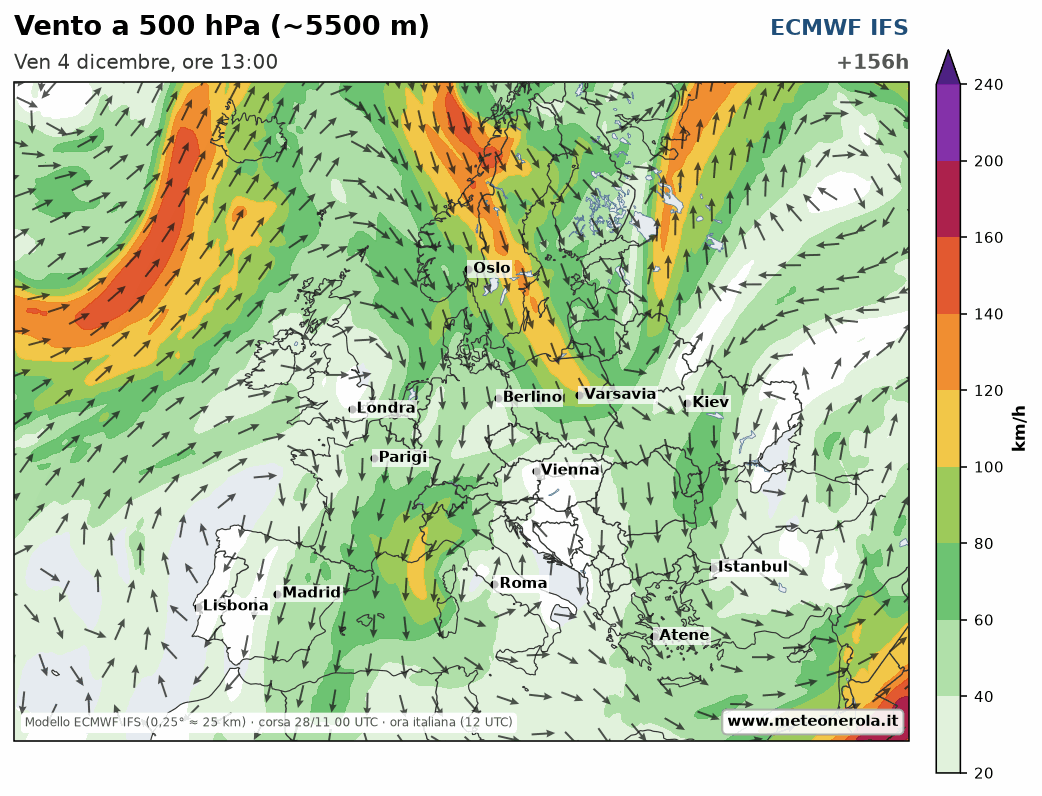 Vento a 500 hPa (~5500 m)
ECMWF IFS
Ven 4 dicembre, ore 13:00
+156h
240
200
160
140
120
100
80
60
40
20
km/h
Oslo
Berlino
Varsavia
Kiev
Londra
Parigi
Vienna
Istanbul
Madrid
Roma
Lisbona
Atene
Modello ECMWF IFS (0,25° ≈ 25 km) · corsa 28/11 00 UTC · ora italiana (12 UTC)
www.meteonerola.it